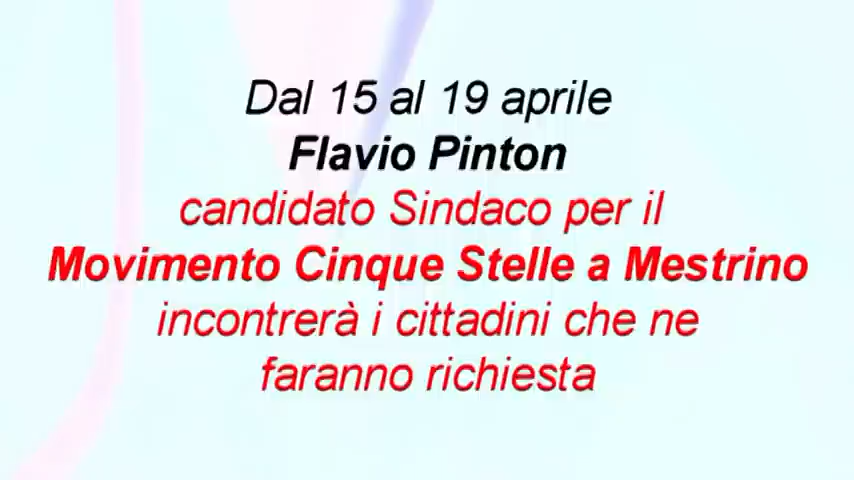 Dal 15 al 19 aprile
Flavio Pinton
candidato Sindaco per il
Movimento Cinque Stelle a Mestrino
incontrerà i cittadini che ne
faranno richiesta